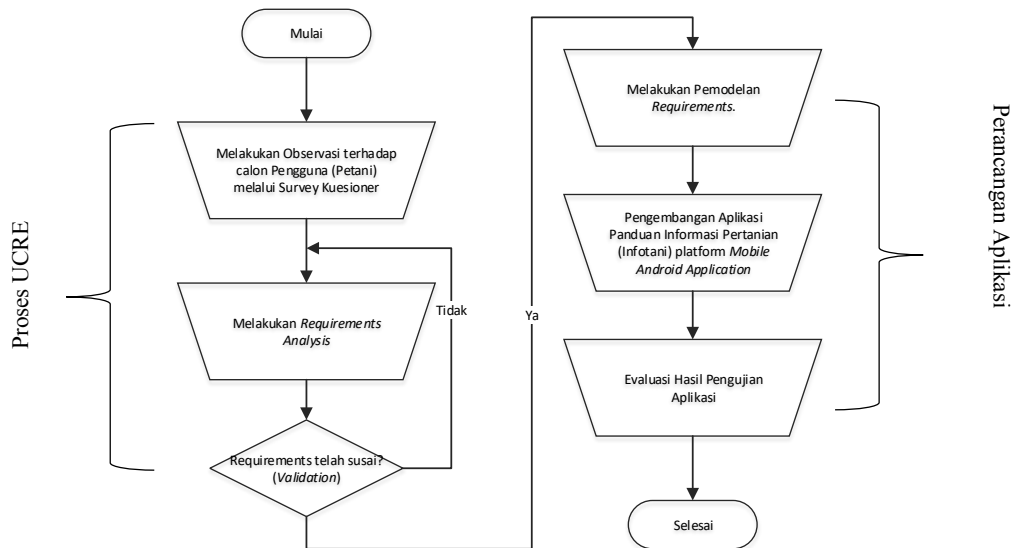 Mulai
Melakukan Observasi terhadap
calon Pengguna (Petani)
melalui Survey Kuesioner
Melakukan Requirements
Analysis
Tidak
Requirements telah susai?
(Validation)
Proses UCRE
Ya
Melakukan Pemodelan
Requirements.
Pengembangan Aplikasi
Panduan Informasi Pertanian
(Infotani) platform Mobile
Android Application
Evaluasi Hasil Pengujian
Aplikasi
Selesai
Perancangan Aplikasi